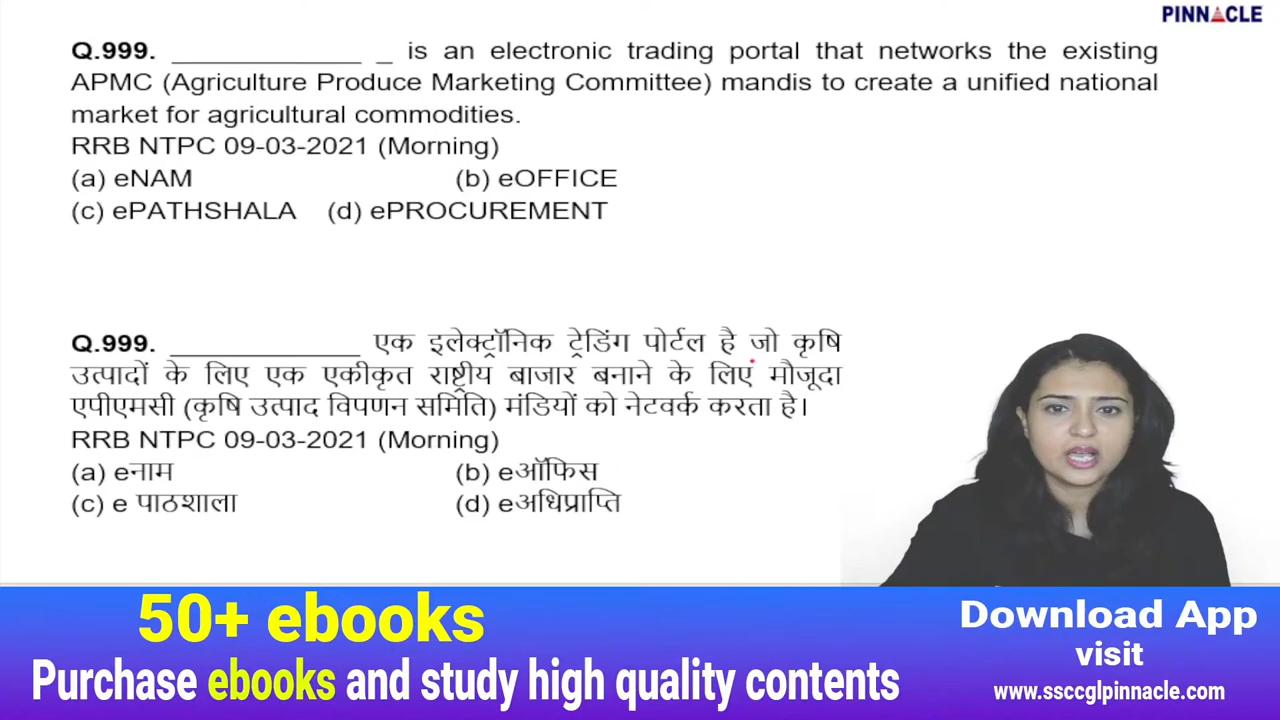 PINNACLE
Q.999. _____________ _ is an electronic trading portal that networks the existing
APMC (Agriculture Produce Marketing Committee) mandis to create a unified national
market for agricultural commodities.
RRB NTPC 09-03-2021 (Morning)
(a) eNAM (b) eOFFICE
(c) ePATHSHALA (d) ePROCUREMENT
Q.999. _____________ एक इलेक्ट्रॉनिक ट्रेडिंग पोर्टल है जो कृषि
उत्पादों के लिए एक एकीकृत राष्ट्रीय बाजार बनाने के लिए मौजूदा
एपीएमसी (कृषि उत्पाद विपणन समिति) मंडियों को नेटवर्क करता है।
RRB NTPC 09-03-2021 (Morning)
(a) eनाम (b) eऑफिस
(c) e पाठशाला (d) eअधिप्राप्ति
50+ ebooks
Purchase ebooks and study high quality contents
Download App
visit
www.ssccglpinnacle.com